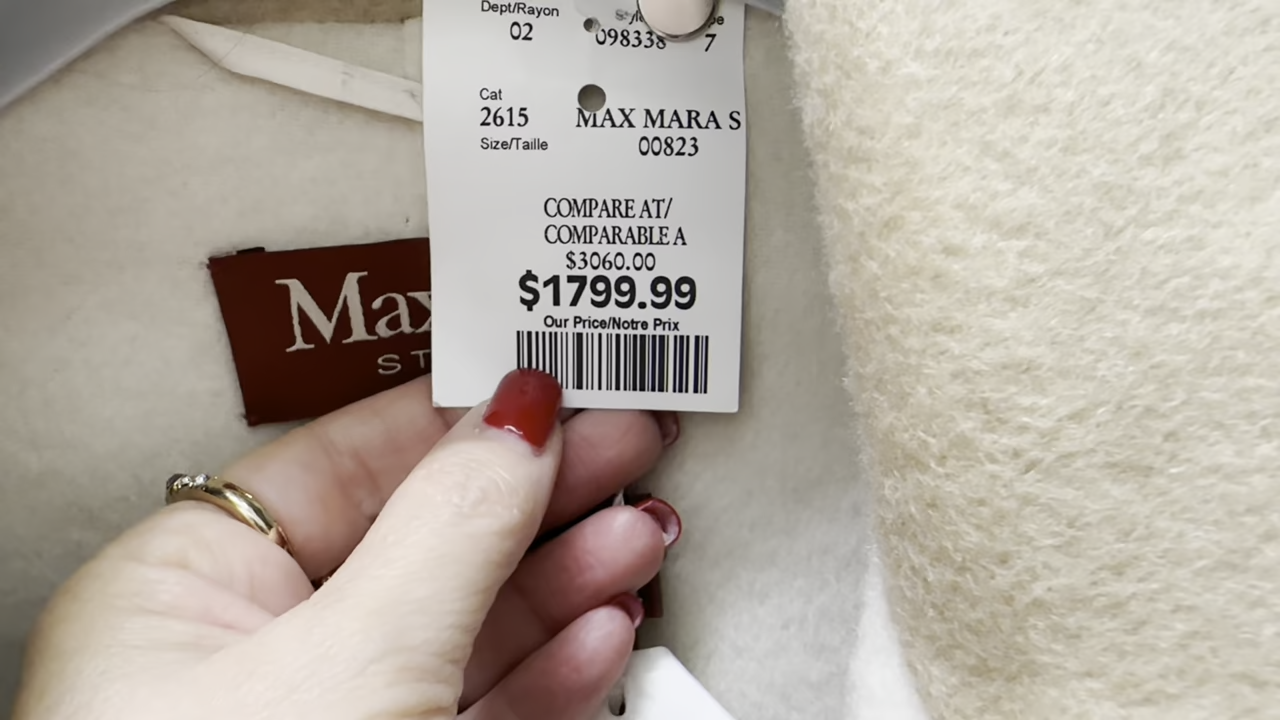 Dept/Rayon
02
098338
7
Cat
2615
MAX MARA S
Size/Taille
00823
COMPARE AT/
COMPARABLE A
$3060.00
$1799.99
Our Price/Notre Prix
Max
ST